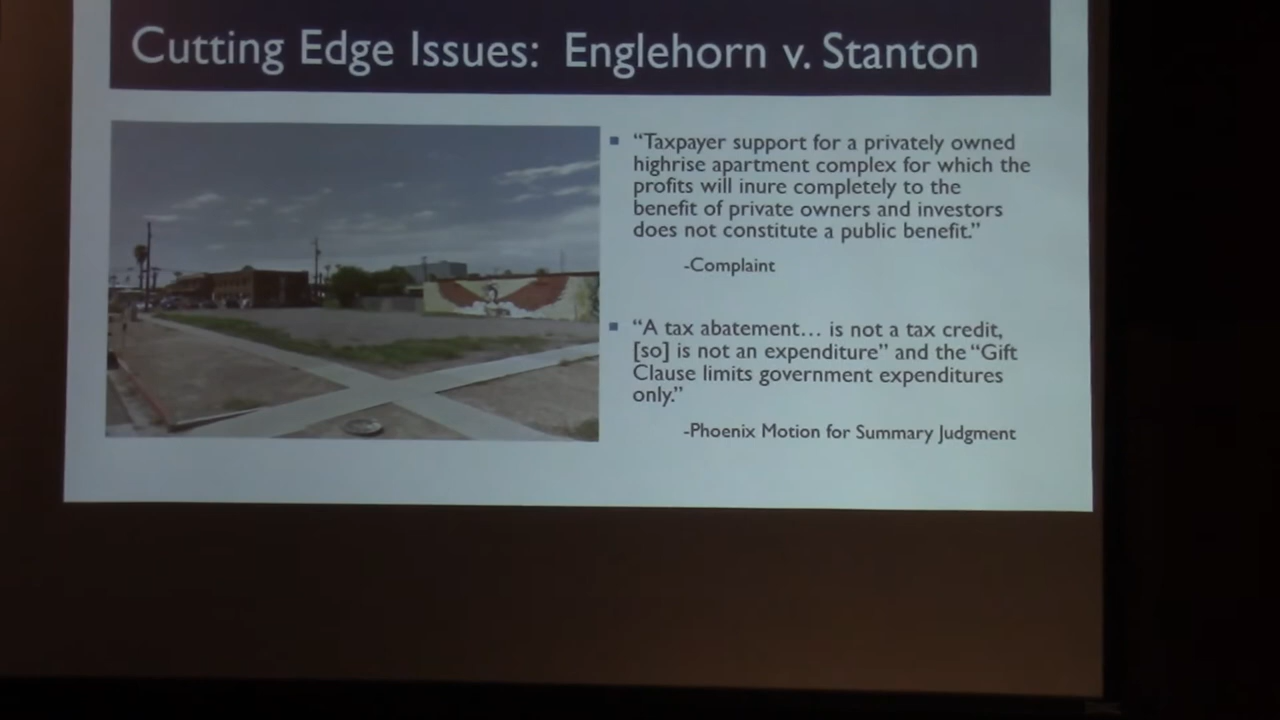 Cutting Edge Issues: Englehorn v. Stanton
“Taxpayer support for a privately owned
highrise apartment complex for which the
profits will inure completely to the
benefit of private owners and investors
does not constitute a public benefit.”
-Complaint
“A tax abatement… is not a tax credit,
[so] is not an expenditure” and the “Gift
Clause limits government expenditures
only.”
-Phoenix Motion for Summary Judgment